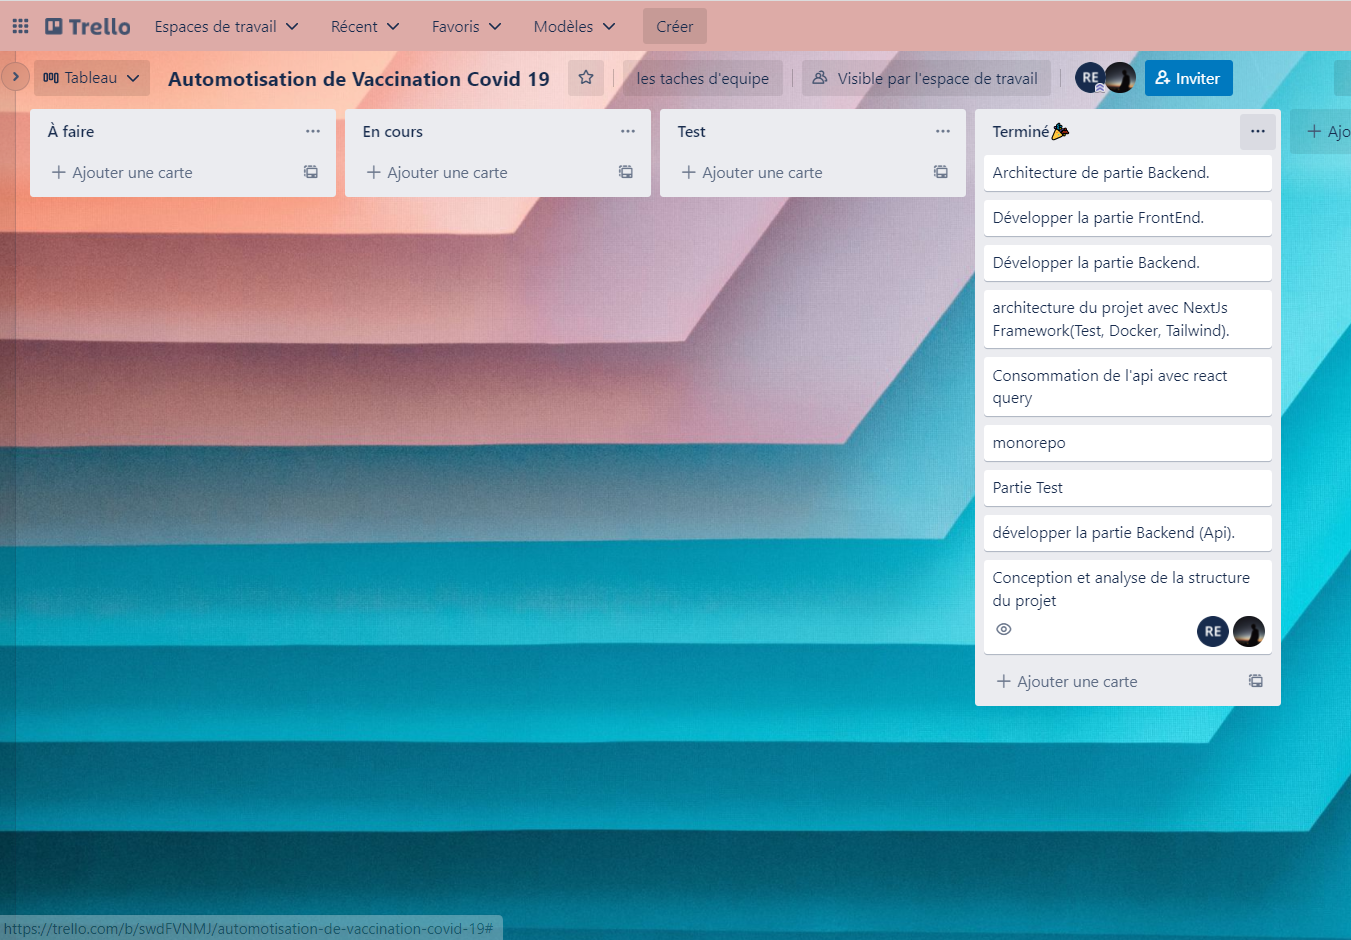 Trello Espaces de travail Récent Favoris Modèles Créer
Tableau Automotisation de Vaccination Covid 19 les taches d'equipe Visible par l'espace de travail RE Inviter
À faire
Ajouter une carte
En cours
Ajouter une carte
Test
Ajouter une carte
Terminé
Architecture de partie Backend.
Développer la partie FrontEnd.
Développer la partie Backend.
architecture du projet avec NextJs
Framework(Test, Docker, Tailwind).
Consommation de l'api avec react
query
monorepo
Partie Test
développer la partie Backend (Api).
Conception et analyse de la structure
du projet
RE
Ajouter une carte
Ajo
https://trello.com/b/swdFVNMJ/automotisation-de-vaccination-covid-19#